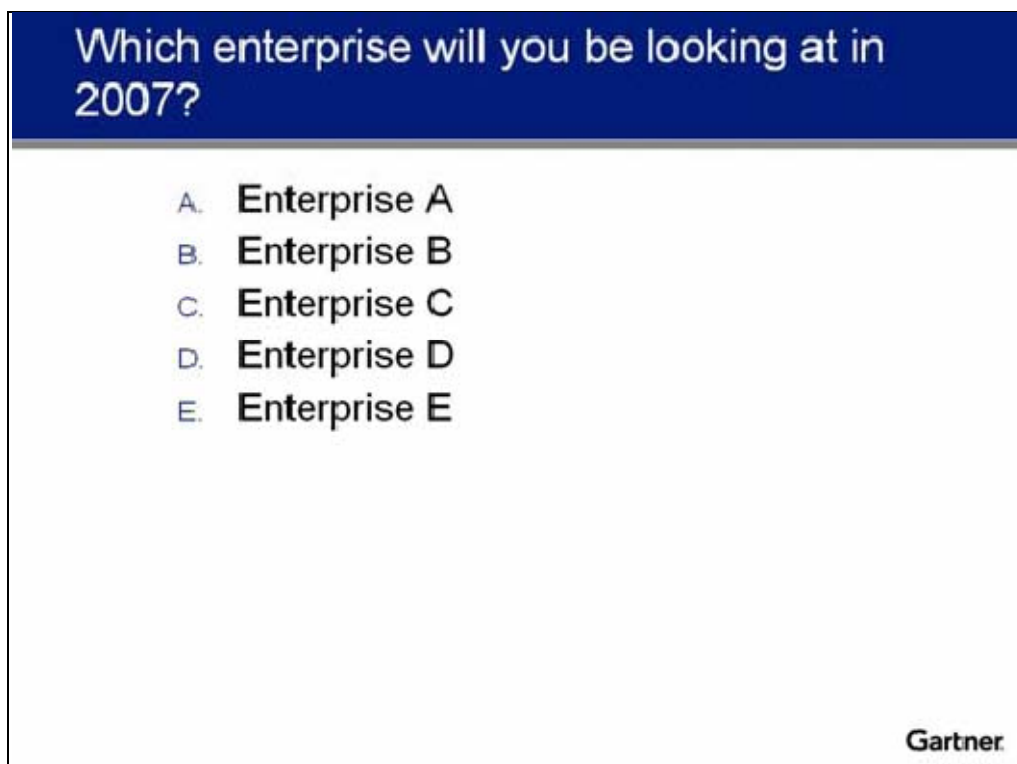 Which enterprise will you be looking at in
2007?
A. Enterprise A
B. Enterprise B
C. Enterprise C
D. Enterprise D
E. Enterprise E
Gartner.